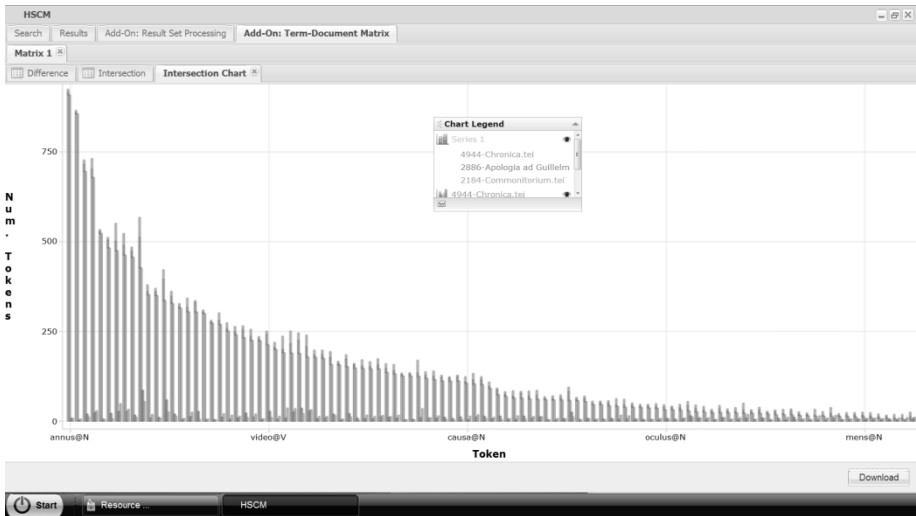 HSCM
Search Results Add-On: Result Set Processing Add-On: Term-Document Matrix
Matrix 1
Difference Intersection Intersection Chart
Chart Legend
Series 1
4944-Chronica.tei
2886-Apologia ad Guillelm
2184-Commonitorium.tei
4944-Chronica.tei
750
500
250
0
Num. Tokens
annus@N video@V causa@N oculus@N mens@N
Token
Download
Start Resource ... HSCM